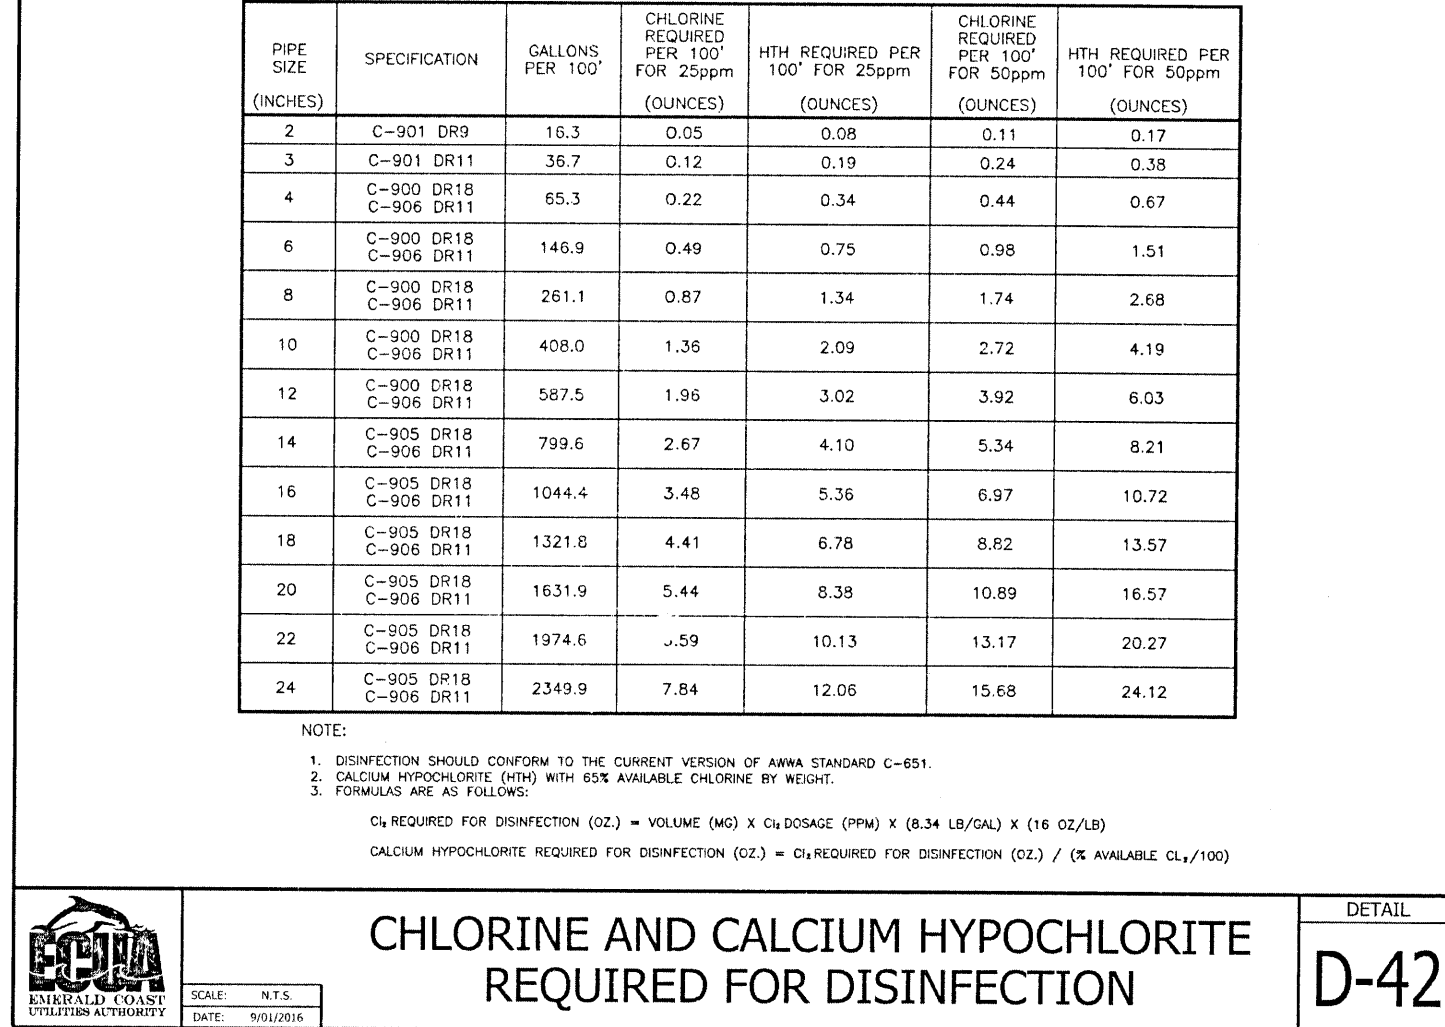 PIPE SIZE (INCHES) SPECIFICATION GALLONS PER 100' CHLORINE REQUIRED PER 100' FOR 25ppm (OUNCES) HTH REQUIRED PER 100' FOR 25ppm (OUNCES) CHLORINE REQUIRED PER 100' FOR 50ppm (OUNCES) HTH REQUIRED PER 100' FOR 50ppm (OUNCES)
2 C-901 DR9 16.3 0.05 0.08 0.11 0.17
3 C-901 DR11 36.7 0.12 0.19 0.24 0.38
4 C-900 DR18 C-906 DR11 65.3 0.22 0.34 0.44 0.67
6 C-900 DR18 C-906 DR11 146.9 0.49 0.75 0.98 1.51
8 C-900 DR18 C-906 DR11 261.1 0.87 1.34 1.74 2.68
10 C-900 DR18 C-906 DR11 408.0 1.36 2.09 2.72 4.19
12 C-900 DR18 C-906 DR11 587.5 1.96 3.02 3.92 6.03
14 C-905 DR18 C-906 DR11 799.6 2.67 4.10 5.34 8.21
16 C-905 DR18 C-906 DR11 1044.4 3.48 5.36 6.97 10.72
18 C-905 DR18 C-906 DR11 1321.8 4.41 6.78 8.82 13.57
20 C-905 DR18 C-906 DR11 1631.9 5.44 8.38 10.89 16.57
22 C-905 DR18 C-906 DR11 1974.6 10.13 13.17 20.27
24 C-905 DR18 C-906 DR11 2349.9 7.84 12.06 15.68 24.12
NOTE:
1. DISINFECTION SHOULD CONFORM TO THE CURRENT VERSION OF AWWA STANDARD C-651.
2. CALCIUM HYPOCHLORITE (HTH) WITH 65% AVAILABLE CHLORINE BY WEIGHT.
3. FORMULAS ARE AS FOLLOWS:
Cl₂ REQUIRED FOR DISINFECTION (OZ.) = VOLUME (MG) X Cl₂ DOSAGE (PPM) X (8.34 LB/GAL) X (16 OZ/LB)
CALCIUM HYPOCHLORITE REQUIRED FOR DISINFECTION (OZ.) = Cl₂ REQUIRED FOR DISINFECTION (OZ.) / (% AVAILABLE CL₂/100)
ECUA
EMERALD COAST
UTILITIES AUTHORITY
SCALE: N.T.S.
DATE: 9/01/2016
CHLORINE AND CALCIUM HYPOCHLORITE
REQUIRED FOR DISINFECTION
DETAIL
D-42